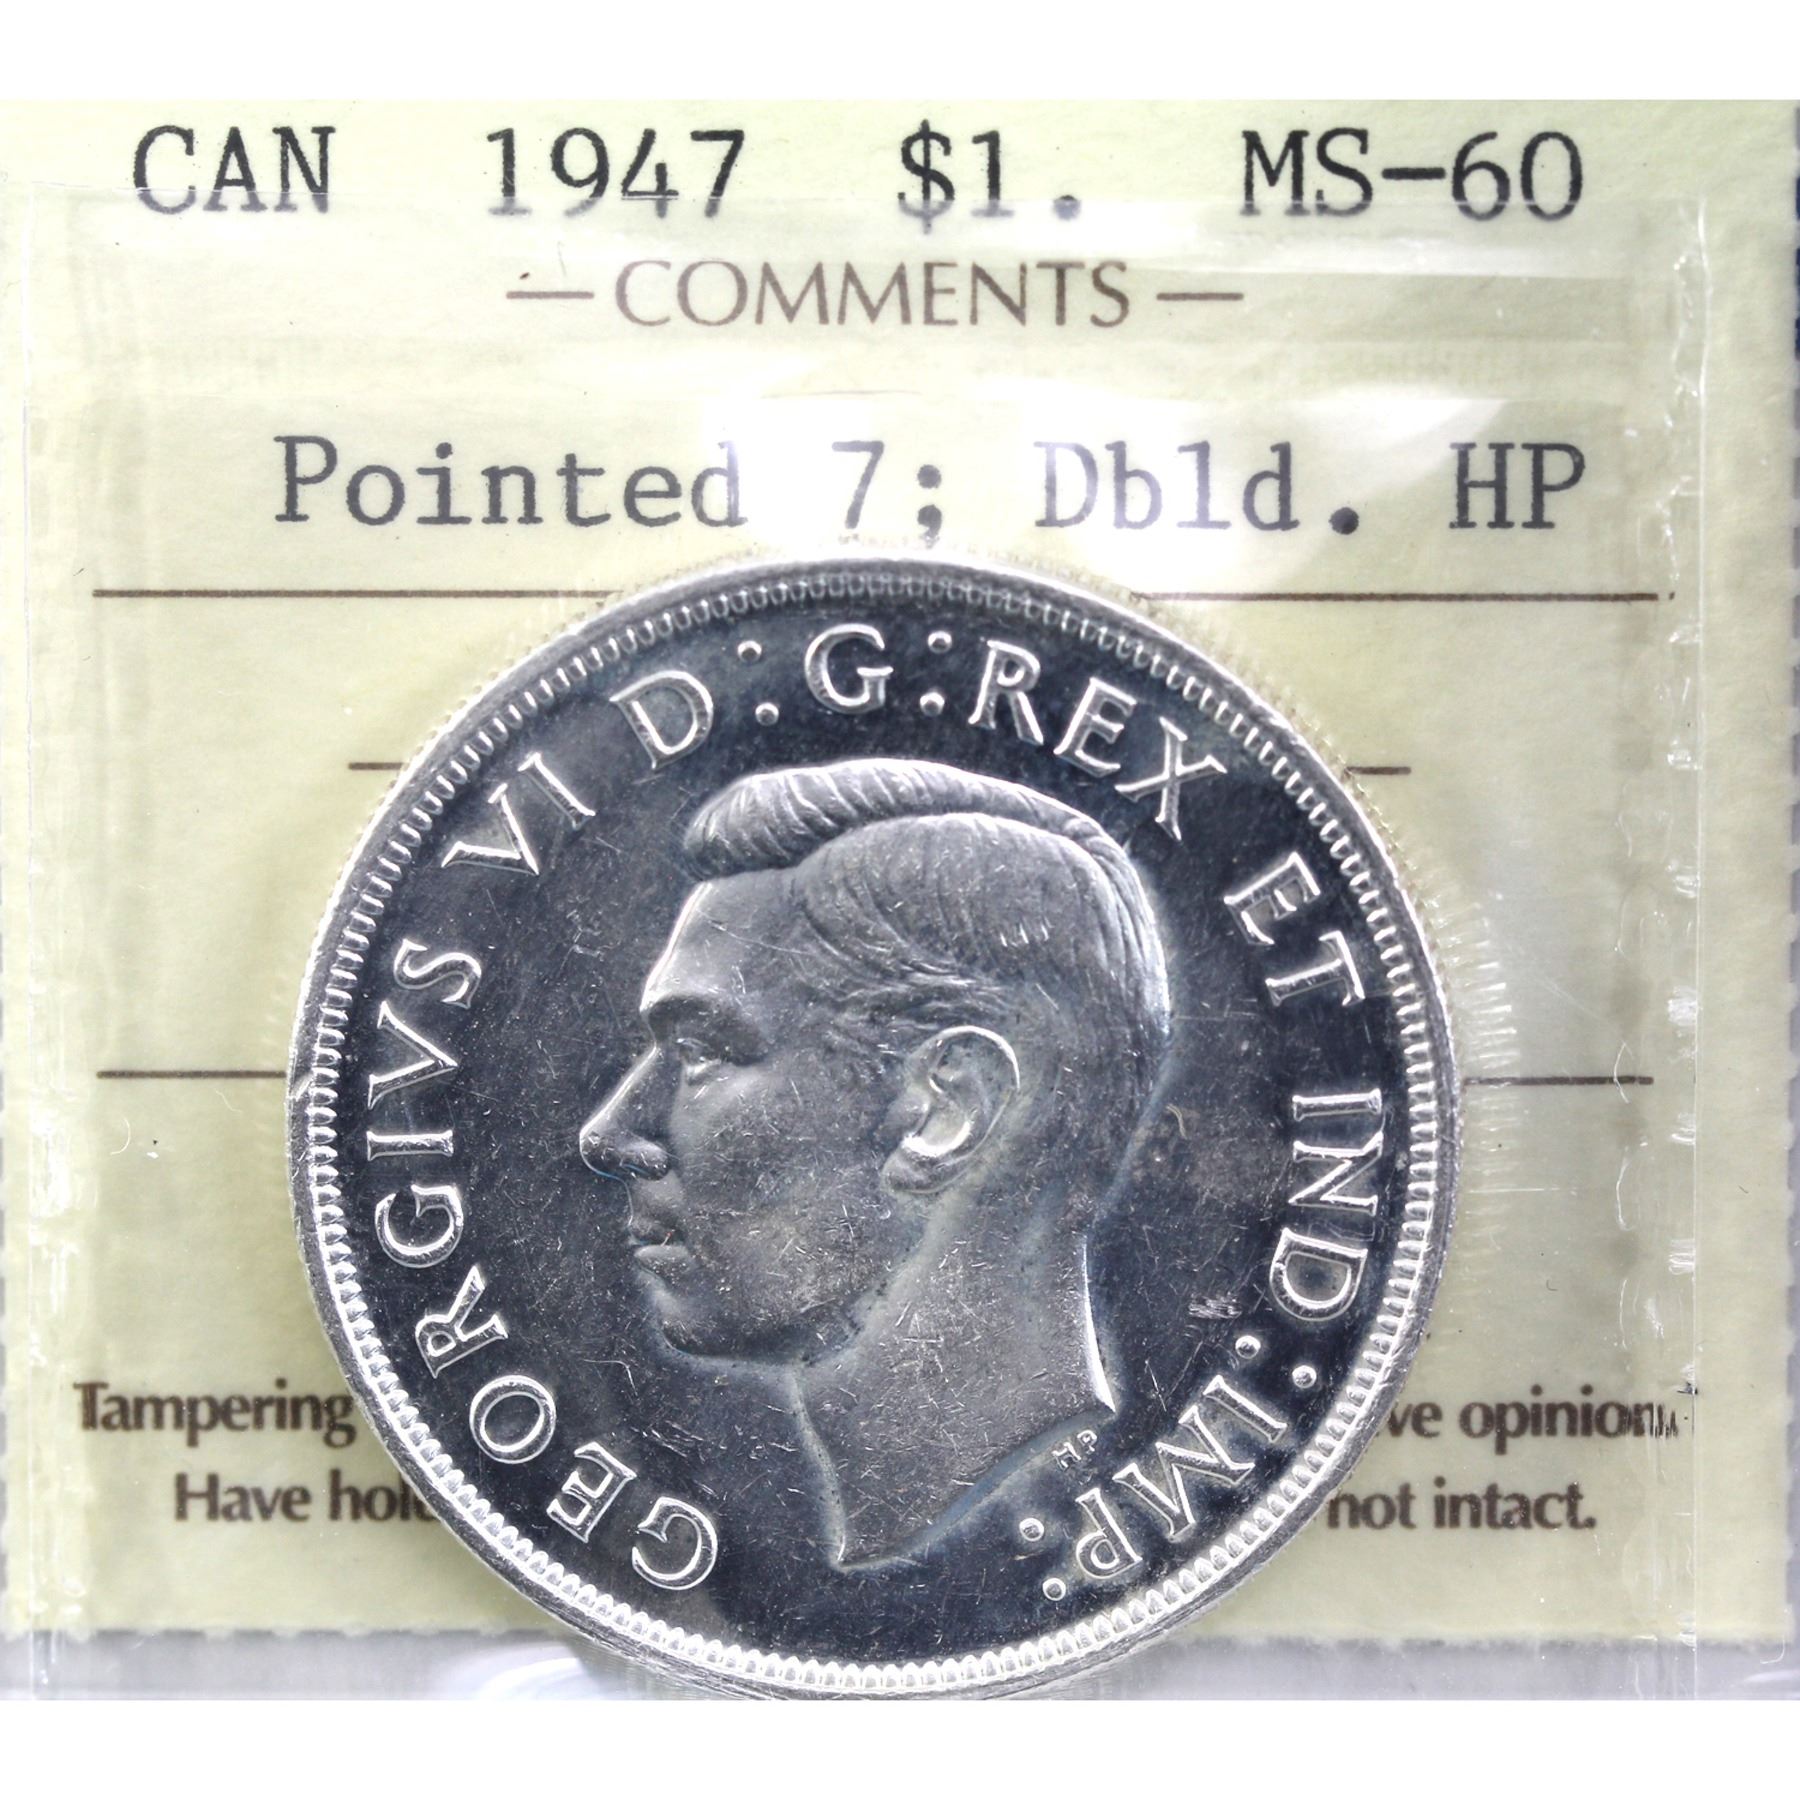 CAN 1947 $1. MS-60
— COMMENTS —
Pointed 7; Dbld. HP
GEORGIVS VI D:G:REX ET IND:IMP:
HP
Tampering ve opinion.
Have hol not intact.